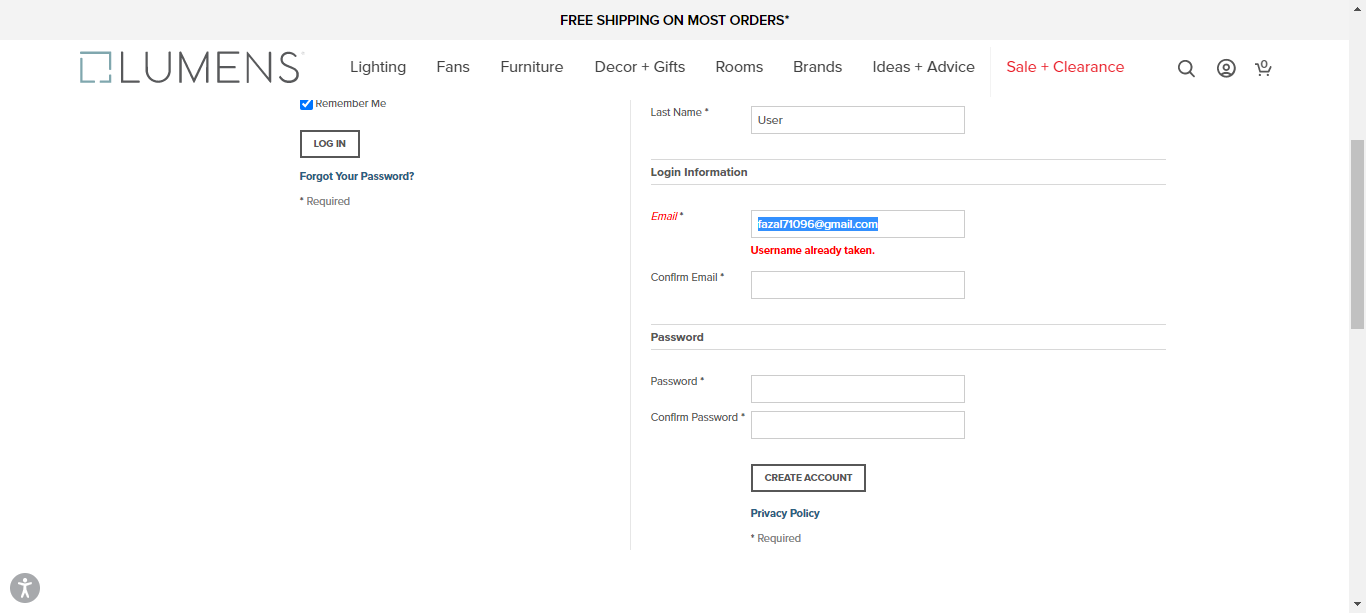 FREE SHIPPING ON MOST ORDERS*
LUMENS
Lighting Fans Furniture Decor + Gifts Rooms Brands Ideas + Advice Sale + Clearance 0
Remember Me
LOG IN
Forgot Your Password?
* Required
Last Name *
User
Login Information
Email *
fazal71096@gmail.com
Username already taken.
Confirm Email *
Password
Password *
Confirm Password *
CREATE ACCOUNT
Privacy Policy
* Required